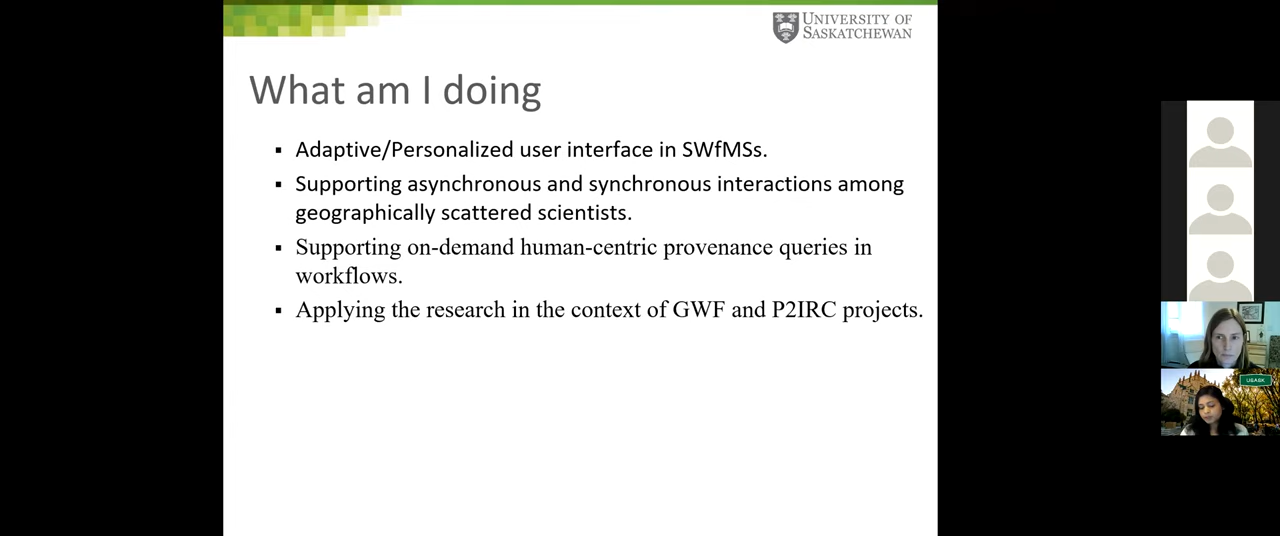 UNIVERSITY OF
SASKATCHEWAN
What am I doing
▪ Adaptive/Personalized user interface in SWfMSs.
▪ Supporting asynchronous and synchronous interactions among
geographically scattered scientists.
▪ Supporting on-demand human-centric provenance queries in
workflows.
▪ Applying the research in the context of GWF and P2IRC projects.
USASK